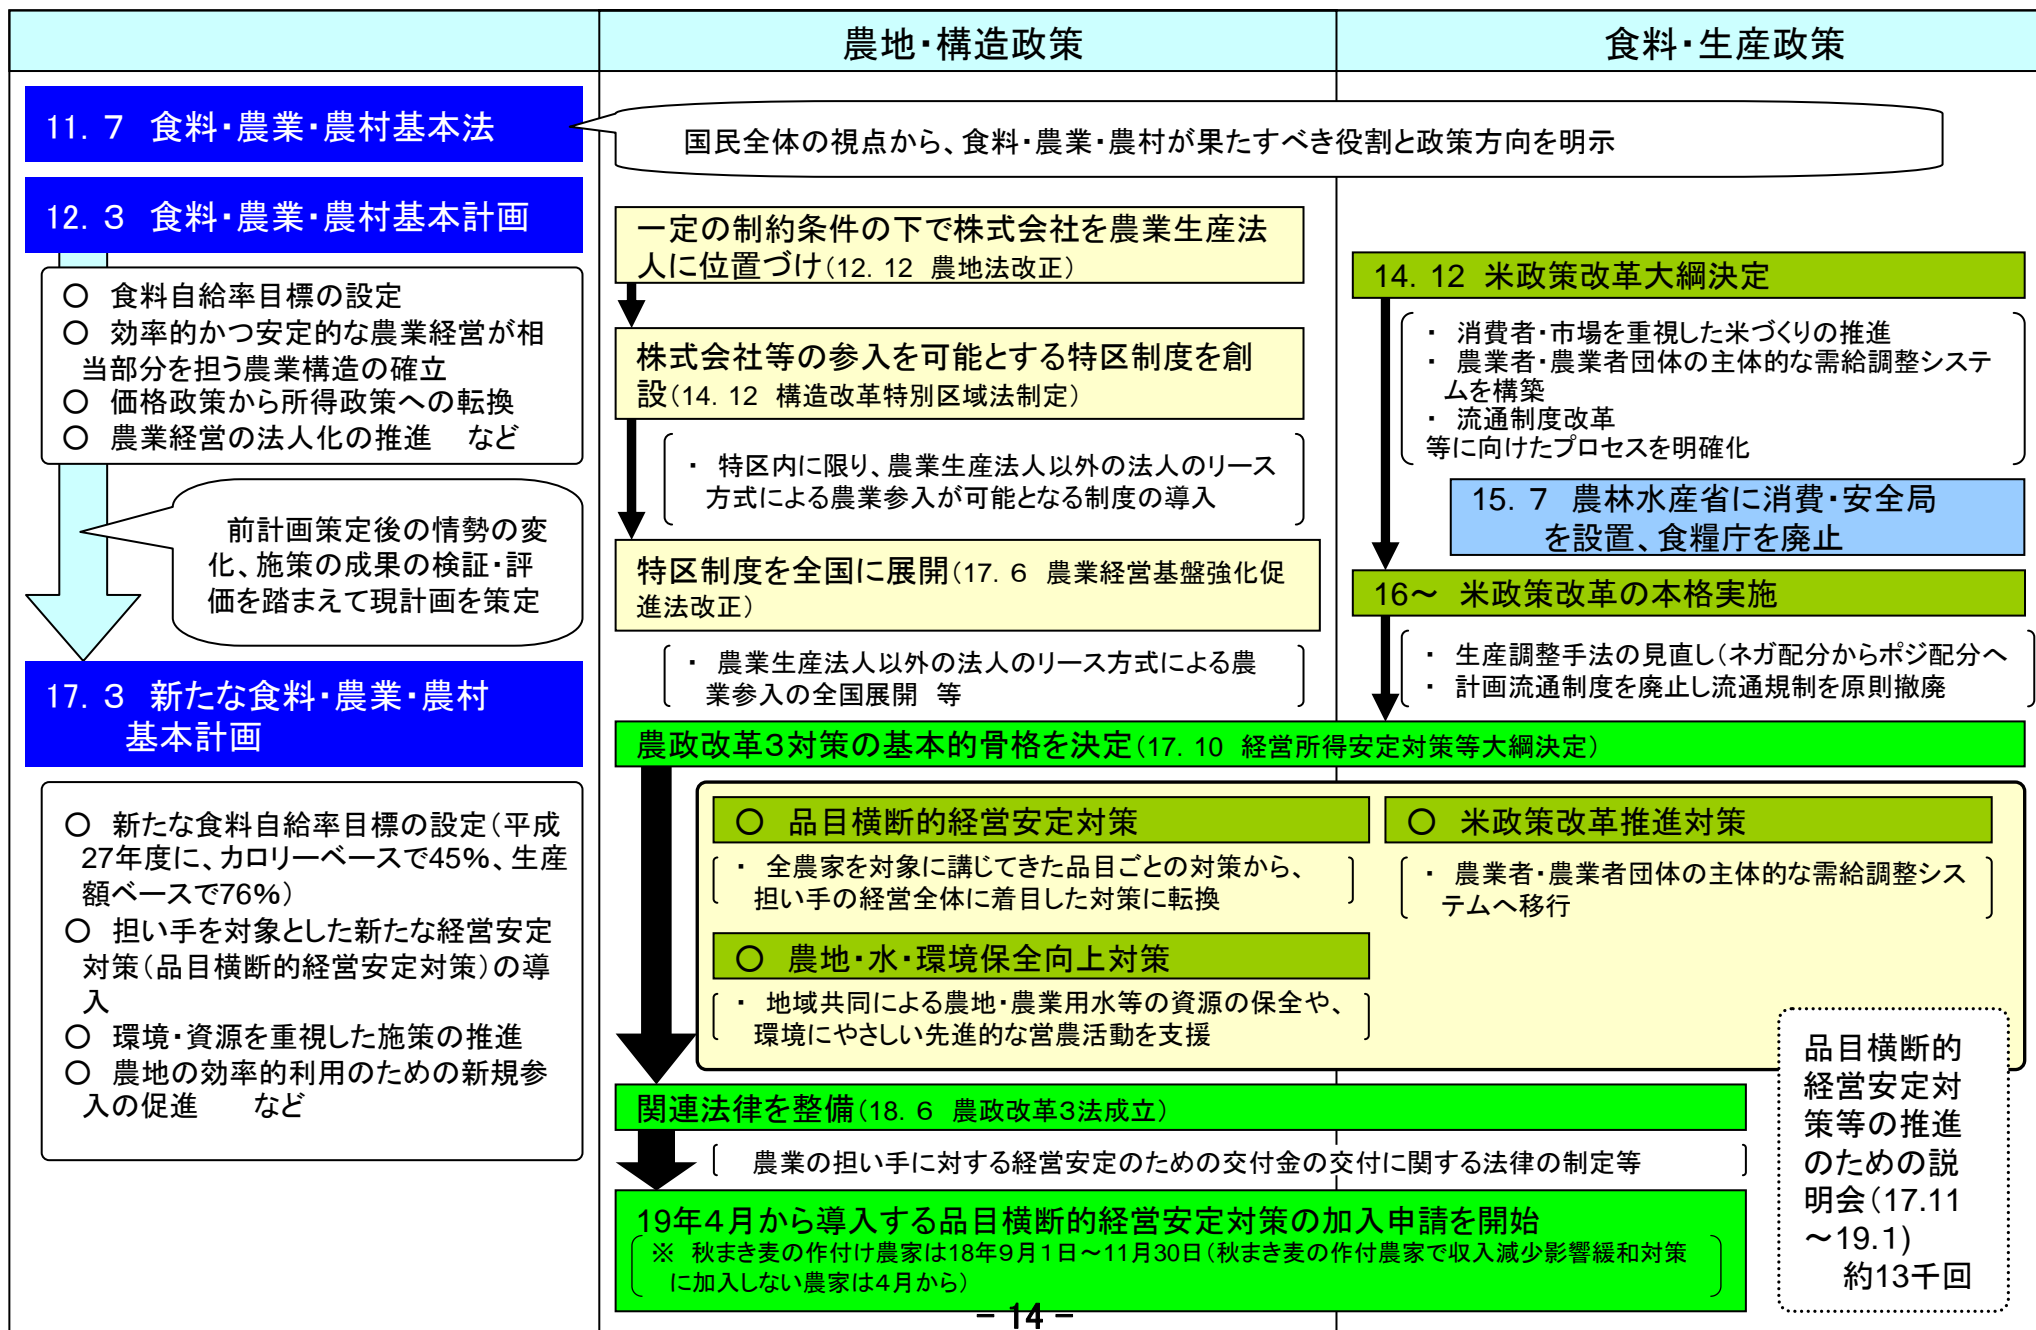 農地・構造政策
食料・生産政策
11．7　食料・農業・農村基本法
国民全体の視点から、食料・農業・農村が果たすべき役割と政策方向を明示
12．3　食料・農業・農村基本計画
○　食料自給率目標の設定
○　効率的かつ安定的な農業経営が相
当部分を担う農業構造の確立
○　価格政策から所得政策への転換
○　農業経営の法人化の推進　など
前計画策定後の情勢の変
化、施策の成果の検証・評
価を踏まえて現計画を策定
17．3　新たな食料・農業・農村
基本計画
○　新たな食料自給率目標の設定（平成
27年度に、カロリーベースで45％、生産
額ベースで76％）
○　担い手を対象とした新たな経営安定
対策（品目横断的経営安定対策）の導
入
○　環境・資源を重視した施策の推進
○　農地の効率的利用のための新規参
入の促進　　など
一定の制約条件の下で株式会社を農業生産法
人に位置づけ（12．12　農地法改正）
株式会社等の参入を可能とする特区制度を創
設（14．12　構造改革特別区域法制定）
・　特区内に限り、農業生産法人以外の法人のリース
方式による農業参入が可能となる制度の導入
特区制度を全国に展開（17．6　農業経営基盤強化促
進法改正）
・　農業生産法人以外の法人のリース方式による農
業参入の全国展開　等
14．12　米政策改革大綱決定
・　消費者・市場を重視した米づくりの推進
・　農業者・農業者団体の主体的な需給調整システ
ムを構築
・　流通制度改革
等に向けたプロセスを明確化
15．7　農林水産省に消費・安全局
を設置、食糧庁を廃止
16～　米政策改革の本格実施
・　生産調整手法の見直し（ネガ配分からポジ配分へ
・　計画流通制度を廃止し流通規制を原則撤廃
農政改革３対策の基本的骨格を決定（17．10　経営所得安定対策等大綱決定）
○　品目横断的経営安定対策
・　全農家を対象に講じてきた品目ごとの対策から、
担い手の経営全体に着目した対策に転換
○　米政策改革推進対策
・　農業者・農業者団体の主体的な需給調整シス
テムへ移行
○　農地・水・環境保全向上対策
・　地域共同による農地・農業用水等の資源の保全や、
環境にやさしい先進的な営農活動を支援
関連法律を整備（18．6　農政改革３法成立）
農業の担い手に対する経営安定のための交付金の交付に関する法律の制定等
19年４月から導入する品目横断的経営安定対策の加入申請を開始
※　秋まき麦の作付け農家は18年９月１日～11月30日（秋まき麦の作付農家で収入減少影響緩和対策
に加入しない農家は４月から）
品目横断的
経営安定対
策等の推進
のための説
明会（17.11
～19.1）
約13千回
－ 14 －